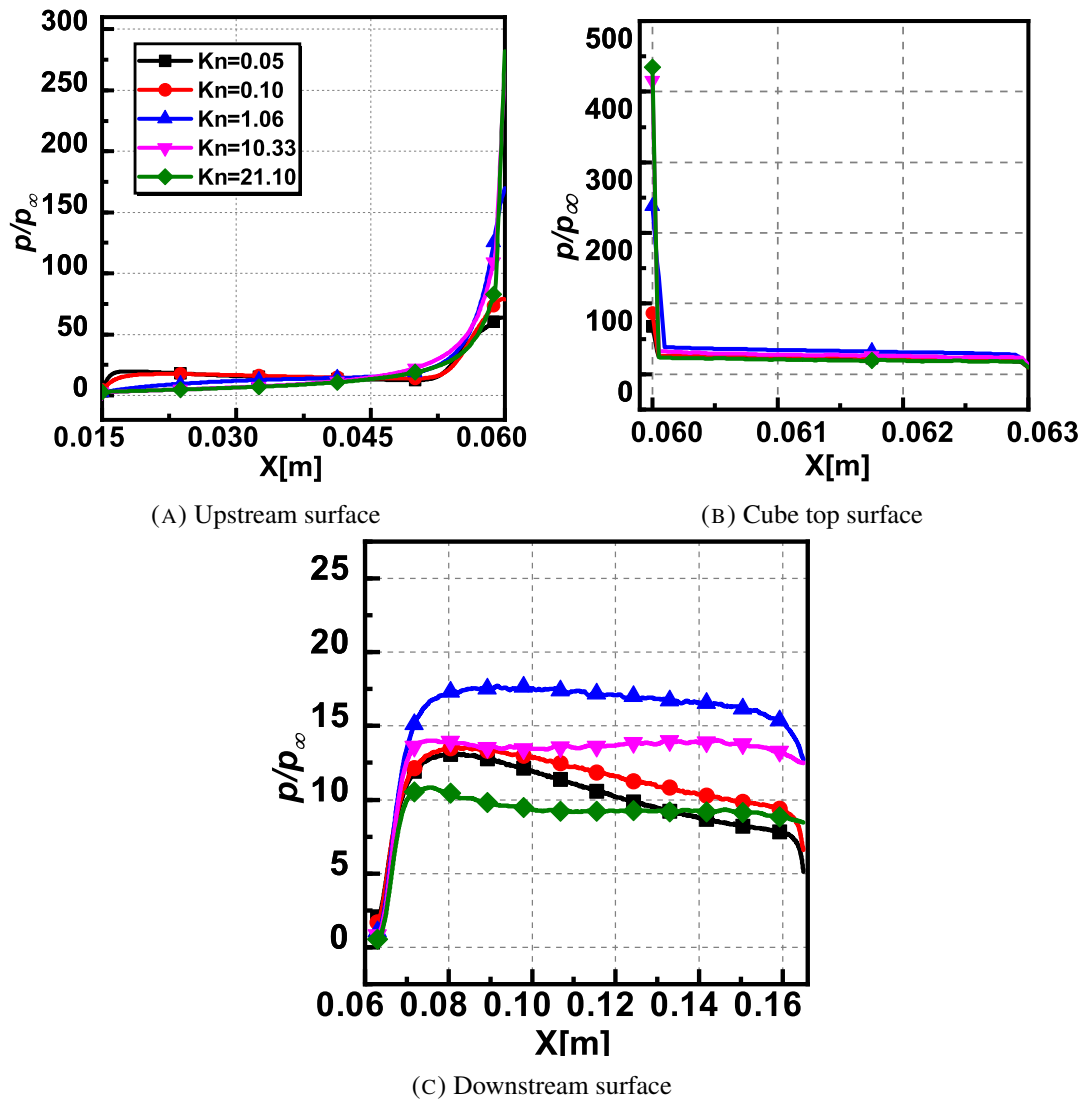 300
250
200
150
100
50
0
p/p∞
Kn=0.05
Kn=0.10
Kn=1.06
Kn=10.33
Kn=21.10
0.015 0.030 0.045 0.060
X[m]
(A) Upstream surface
500
400
300
200
100
0
p/p∞
0.060 0.061 0.062 0.063
X[m]
(B) Cube top surface
25
20
15
10
5
0
p/p∞
0.06 0.08 0.10 0.12 0.14 0.16
X[m]
(C) Downstream surface